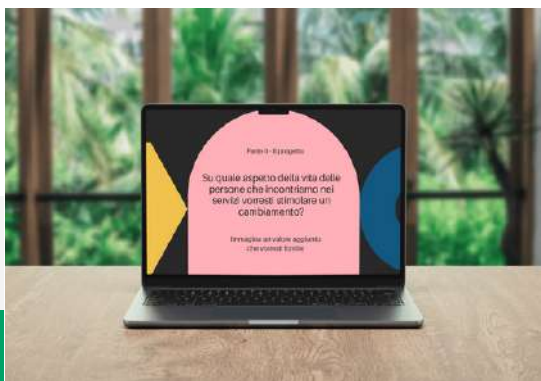 Parte II - Il progetto
Su quale aspetto della vita delle
persone che incontriamo nei
servizi vorresti stimolare un
cambiamento?
Immagina un valore aggiunto
che vorresti fornire